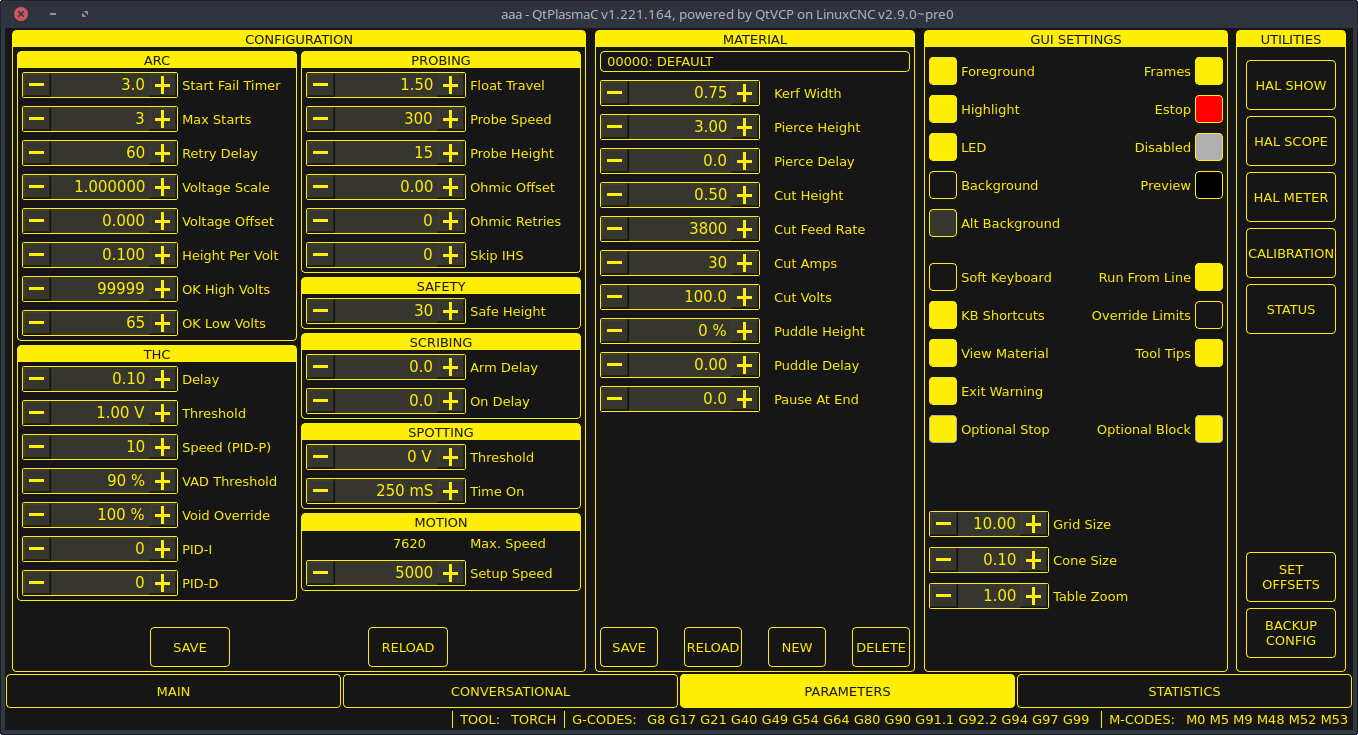 aaa - QtPlasmaC v1.221.164, powered by QtVCP on LinuxCNC v2.9.0~pre0
CONFIGURATION
ARC
3.0 Start Fail Timer
3 Max Starts
60 Retry Delay
1.000000 Voltage Scale
0.000 Voltage Offset
0.100 Height Per Volt
99999 OK High Volts
65 OK Low Volts
THC
0.10 Delay
1.00 V Threshold
10 Speed (PID-P)
90 % VAD Threshold
100 % Void Override
0 PID-I
0 PID-D
PROBING
1.50 Float Travel
300 Probe Speed
15 Probe Height
0.00 Ohmic Offset
0 Ohmic Retries
0 Skip IHS
SAFETY
30 Safe Height
SCRIBING
0.0 Arm Delay
0.0 On Delay
SPOTTING
0 V Threshold
250 mS Time On
MOTION
7620 Max. Speed
5000 Setup Speed
SAVE RELOAD
MATERIAL
00000: DEFAULT
0.75 Kerf Width
3.00 Pierce Height
0.0 Pierce Delay
0.50 Cut Height
3800 Cut Feed Rate
30 Cut Amps
100.0 Cut Volts
0 % Puddle Height
0.00 Puddle Delay
0.0 Pause At End
SAVE RELOAD NEW DELETE
GUI SETTINGS
Foreground Frames
Highlight Estop
LED Disabled
Background Preview
Alt Background
Soft Keyboard Run From Line
KB Shortcuts Override Limits
View Material Tool Tips
Exit Warning
Optional Stop Optional Block
10.00 Grid Size
0.10 Cone Size
1.00 Table Zoom
UTILITIES
HAL SHOW
HAL SCOPE
HAL METER
CALIBRATION
STATUS
SET
OFFSETS
BACKUP
CONFIG
MAIN CONVERSATIONAL PARAMETERS STATISTICS
TOOL: TORCH G-CODES: G8 G17 G21 G40 G49 G54 G64 G80 G90 G91.1 G92.2 G94 G97 G99 M-CODES: M0 M5 M9 M48 M52 M53